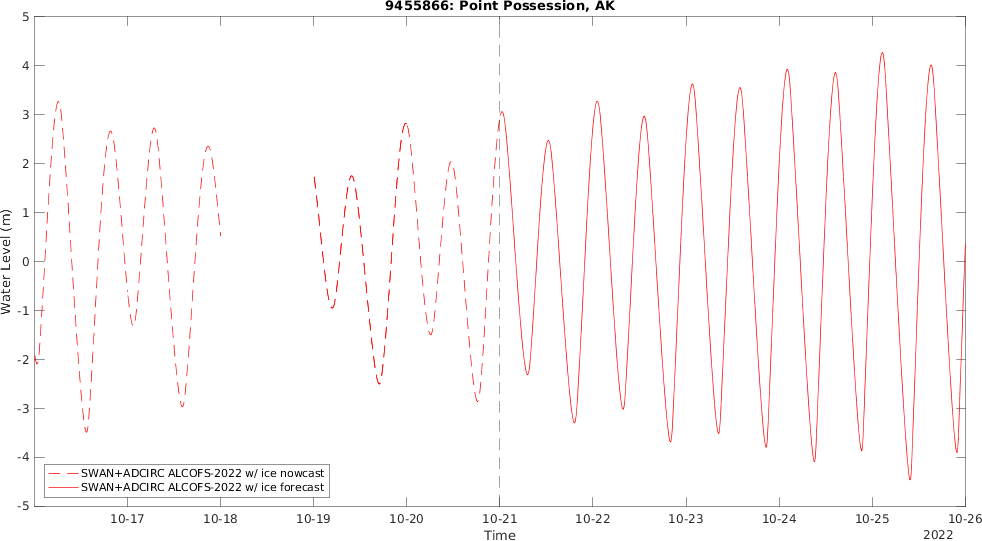 9455866: Point Possession, AK
5
4
3
2
1
0
-1
-2
-3
-4
-5
Water Level (m)
SWAN+ADCIRC ALCOFS-2022 w/ ice nowcast
SWAN+ADCIRC ALCOFS-2022 w/ ice forecast
10-17 10-18 10-19 10-20 10-21 10-22 10-23 10-24 10-25 10-26
Time
2022